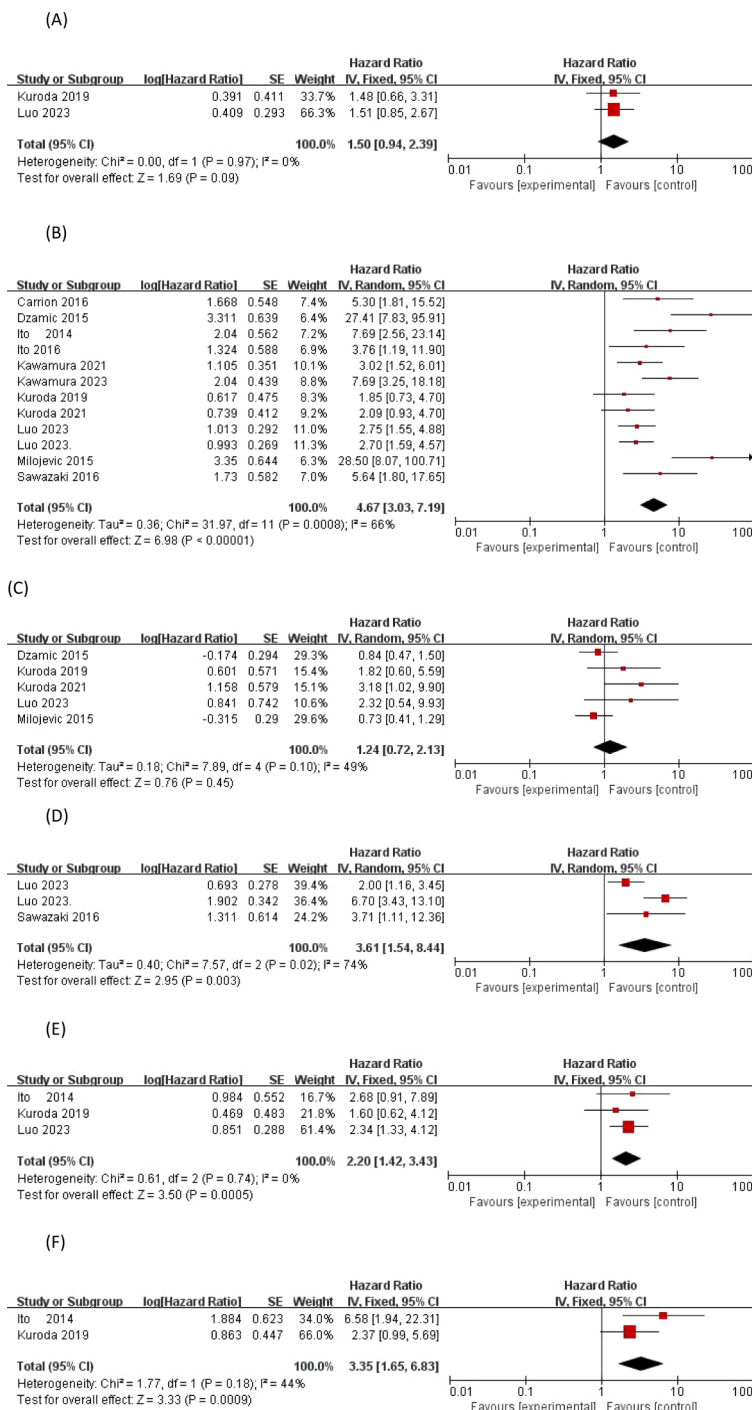 (A)
Hazard Ratio Hazard Ratio
Study or Subgroup log[Hazard Ratio] SE Weight IV, Fixed, 95% CI IV, Fixed, 95% CI
Kuroda 2019 0.391 0.411 33.7% 1.48 [0.66, 3.31]
Luo 2023 0.409 0.293 66.3% 1.51 [0.85, 2.67]
Total (95% CI) 100.0% 1.50 [0.94, 2.39]
Heterogeneity: Chi² = 0.00, df = 1 (P = 0.97); I² = 0%
Test for overall effect: Z = 1.69 (P = 0.09)
0.01 0.1 1 10 100
Favours [experimental] Favours [control]
(B)
Hazard Ratio Hazard Ratio
Study or Subgroup log[Hazard Ratio] SE Weight IV, Random, 95% CI IV, Random, 95% CI
Carrion 2016 1.668 0.548 7.4% 5.30 [1.81, 15.52]
Dzamic 2015 3.311 0.639 6.4% 27.41 [7.83, 95.91]
Ito 2014 2.04 0.562 7.2% 7.69 [2.56, 23.14]
Ito 2016 1.324 0.588 6.9% 3.76 [1.19, 11.90]
Kawamura 2021 1.105 0.351 10.1% 3.02 [1.52, 6.01]
Kawamura 2023 2.04 0.439 8.8% 7.69 [3.25, 18.18]
Kuroda 2019 0.617 0.475 8.3% 1.85 [0.73, 4.70]
Kuroda 2021 0.739 0.412 9.2% 2.09 [0.93, 4.70]
Luo 2023 1.013 0.292 11.0% 2.75 [1.55, 4.88]
Luo 2023. 0.993 0.269 11.3% 2.70 [1.59, 4.57]
Milojevic 2015 3.35 0.644 6.3% 28.50 [8.07, 100.71]
Sawazaki 2016 1.73 0.582 7.0% 5.64 [1.80, 17.65]
Total (95% CI) 100.0% 4.67 [3.03, 7.19]
Heterogeneity: Tau² = 0.36; Chi² = 31.97, df = 11 (P = 0.0008); I² = 66%
Test for overall effect: Z = 6.98 (P < 0.00001)
0.01 0.1 1 10 100
Favours [experimental] Favours [control]
(C)
Hazard Ratio Hazard Ratio
Study or Subgroup log[Hazard Ratio] SE Weight IV, Random, 95% CI IV, Random, 95% CI
Dzamic 2015 -0.174 0.294 29.3% 0.84 [0.47, 1.50]
Kuroda 2019 0.601 0.571 15.4% 1.82 [0.60, 5.59]
Kuroda 2021 1.158 0.579 15.1% 3.18 [1.02, 9.90]
Luo 2023 0.841 0.742 10.6% 2.32 [0.54, 9.93]
Milojevic 2015 -0.315 0.29 29.6% 0.73 [0.41, 1.29]
Total (95% CI) 100.0% 1.24 [0.72, 2.13]
Heterogeneity: Tau² = 0.18; Chi² = 7.89, df = 4 (P = 0.10); I² = 49%
Test for overall effect: Z = 0.76 (P = 0.45)
0.01 0.1 1 10 100
Favours [experimental] Favours [control]
(D)
Hazard Ratio Hazard Ratio
Study or Subgroup log[Hazard Ratio] SE Weight IV, Random, 95% CI IV, Random, 95% CI
Luo 2023 0.693 0.278 39.4% 2.00 [1.16, 3.45]
Luo 2023. 1.902 0.342 36.4% 6.70 [3.43, 13.10]
Sawazaki 2016 1.311 0.614 24.2% 3.71 [1.11, 12.36]
Total (95% CI) 100.0% 3.61 [1.54, 8.44]
Heterogeneity: Tau² = 0.40; Chi² = 7.57, df = 2 (P = 0.02); I² = 74%
Test for overall effect: Z = 2.95 (P = 0.003)
0.01 0.1 1 10 100
Favours [experimental] Favours [control]
(E)
Hazard Ratio Hazard Ratio
Study or Subgroup log[Hazard Ratio] SE Weight IV, Fixed, 95% CI IV, Fixed, 95% CI
Ito 2014 0.984 0.552 16.7% 2.68 [0.91, 7.89]
Kuroda 2019 0.469 0.483 21.8% 1.60 [0.62, 4.12]
Luo 2023 0.851 0.288 61.4% 2.34 [1.33, 4.12]
Total (95% CI) 100.0% 2.20 [1.42, 3.43]
Heterogeneity: Chi² = 0.61, df = 2 (P = 0.74); I² = 0%
Test for overall effect: Z = 3.50 (P = 0.0005)
0.01 0.1 1 10 100
Favours [experimental] Favours [control]
(F)
Hazard Ratio Hazard Ratio
Study or Subgroup log[Hazard Ratio] SE Weight IV, Fixed, 95% CI IV, Fixed, 95% CI
Ito 2014 1.884 0.623 34.0% 6.58 [1.94, 22.31]
Kuroda 2019 0.863 0.447 66.0% 2.37 [0.99, 5.69]
Total (95% CI) 100.0% 3.35 [1.65, 6.83]
Heterogeneity: Chi² = 1.77, df = 1 (P = 0.18); I² = 44%
Test for overall effect: Z = 3.33 (P = 0.0009)
0.01 0.1 1 10 100
Favours [experimental] Favours [control]